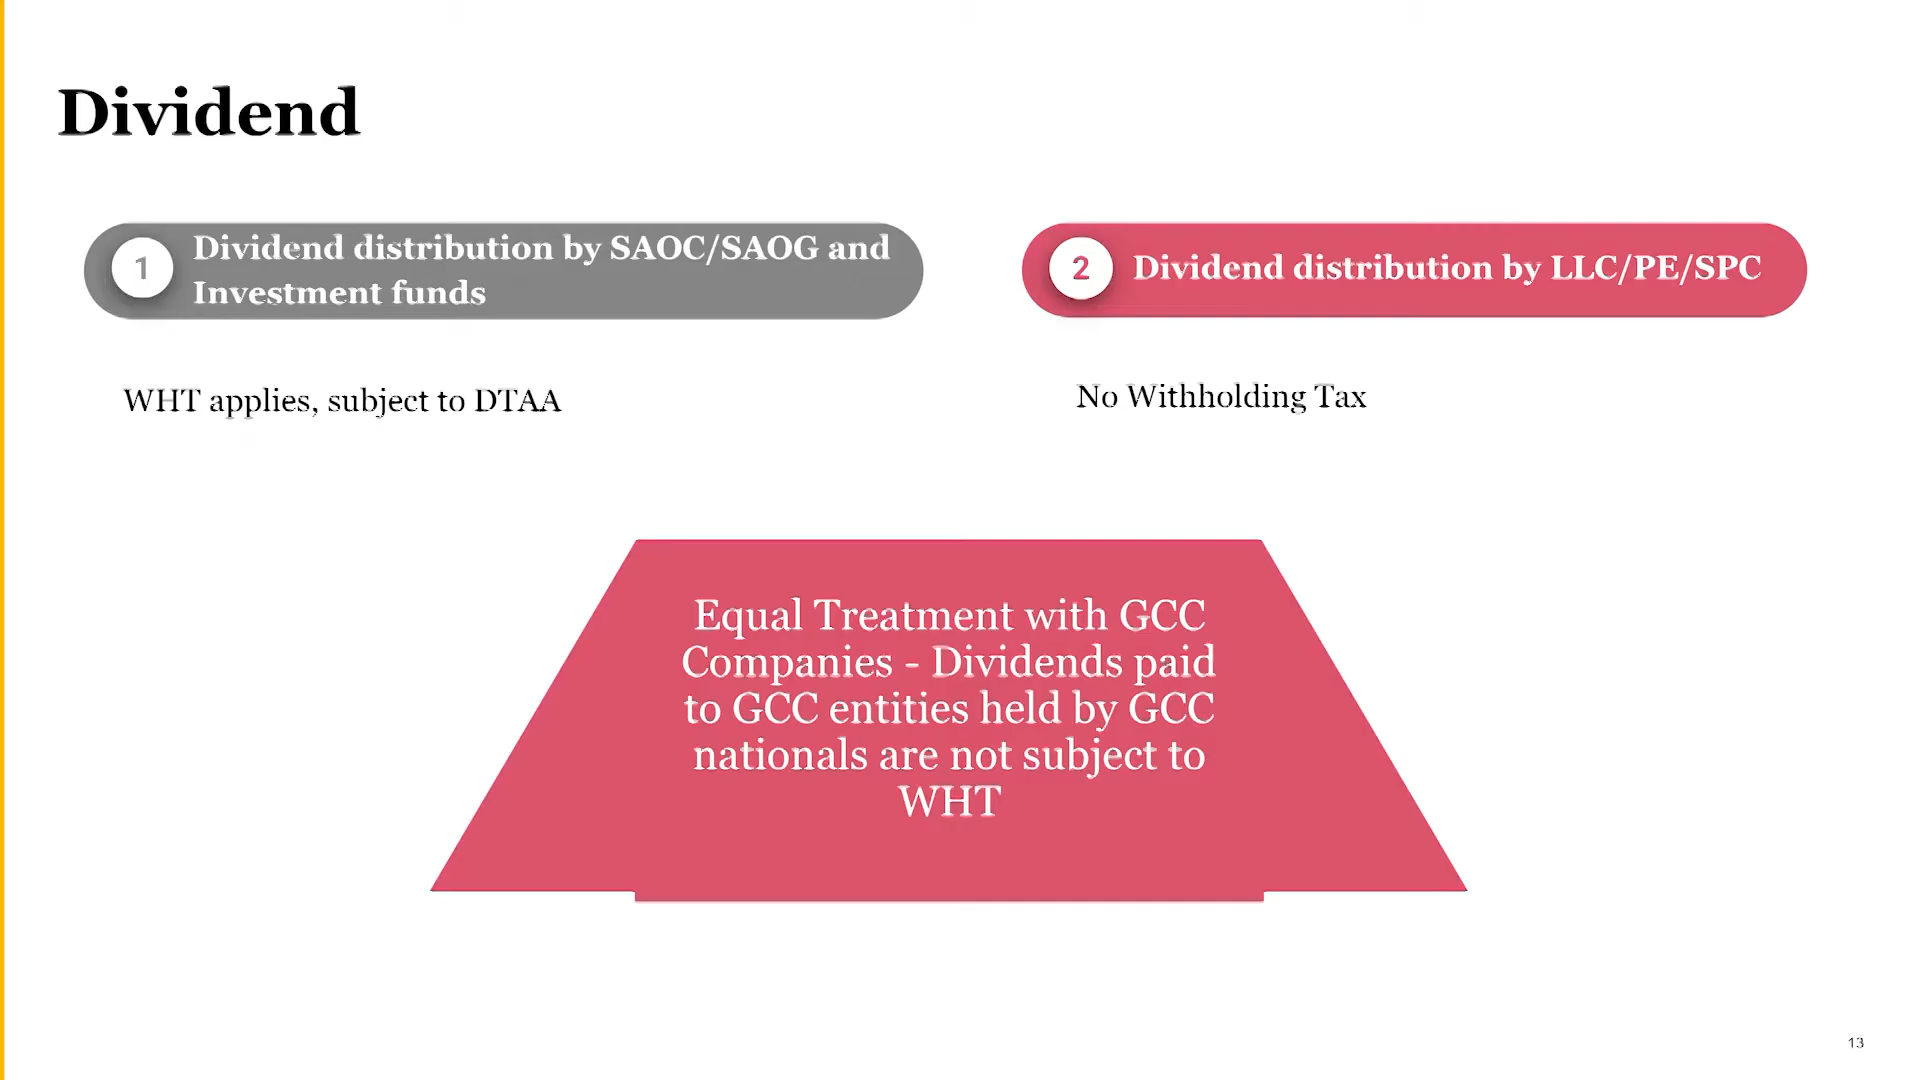 Dividend
1
Dividend distribution by SAOC/SAOG and
Investment funds
WHT applies, subject to DTAA
2
Dividend distribution by LLC/PE/SPC
No Withholding Tax
Equal Treatment with GCC
Companies - Dividends paid
to GCC entities held by GCC
nationals are not subject to
WHT
13